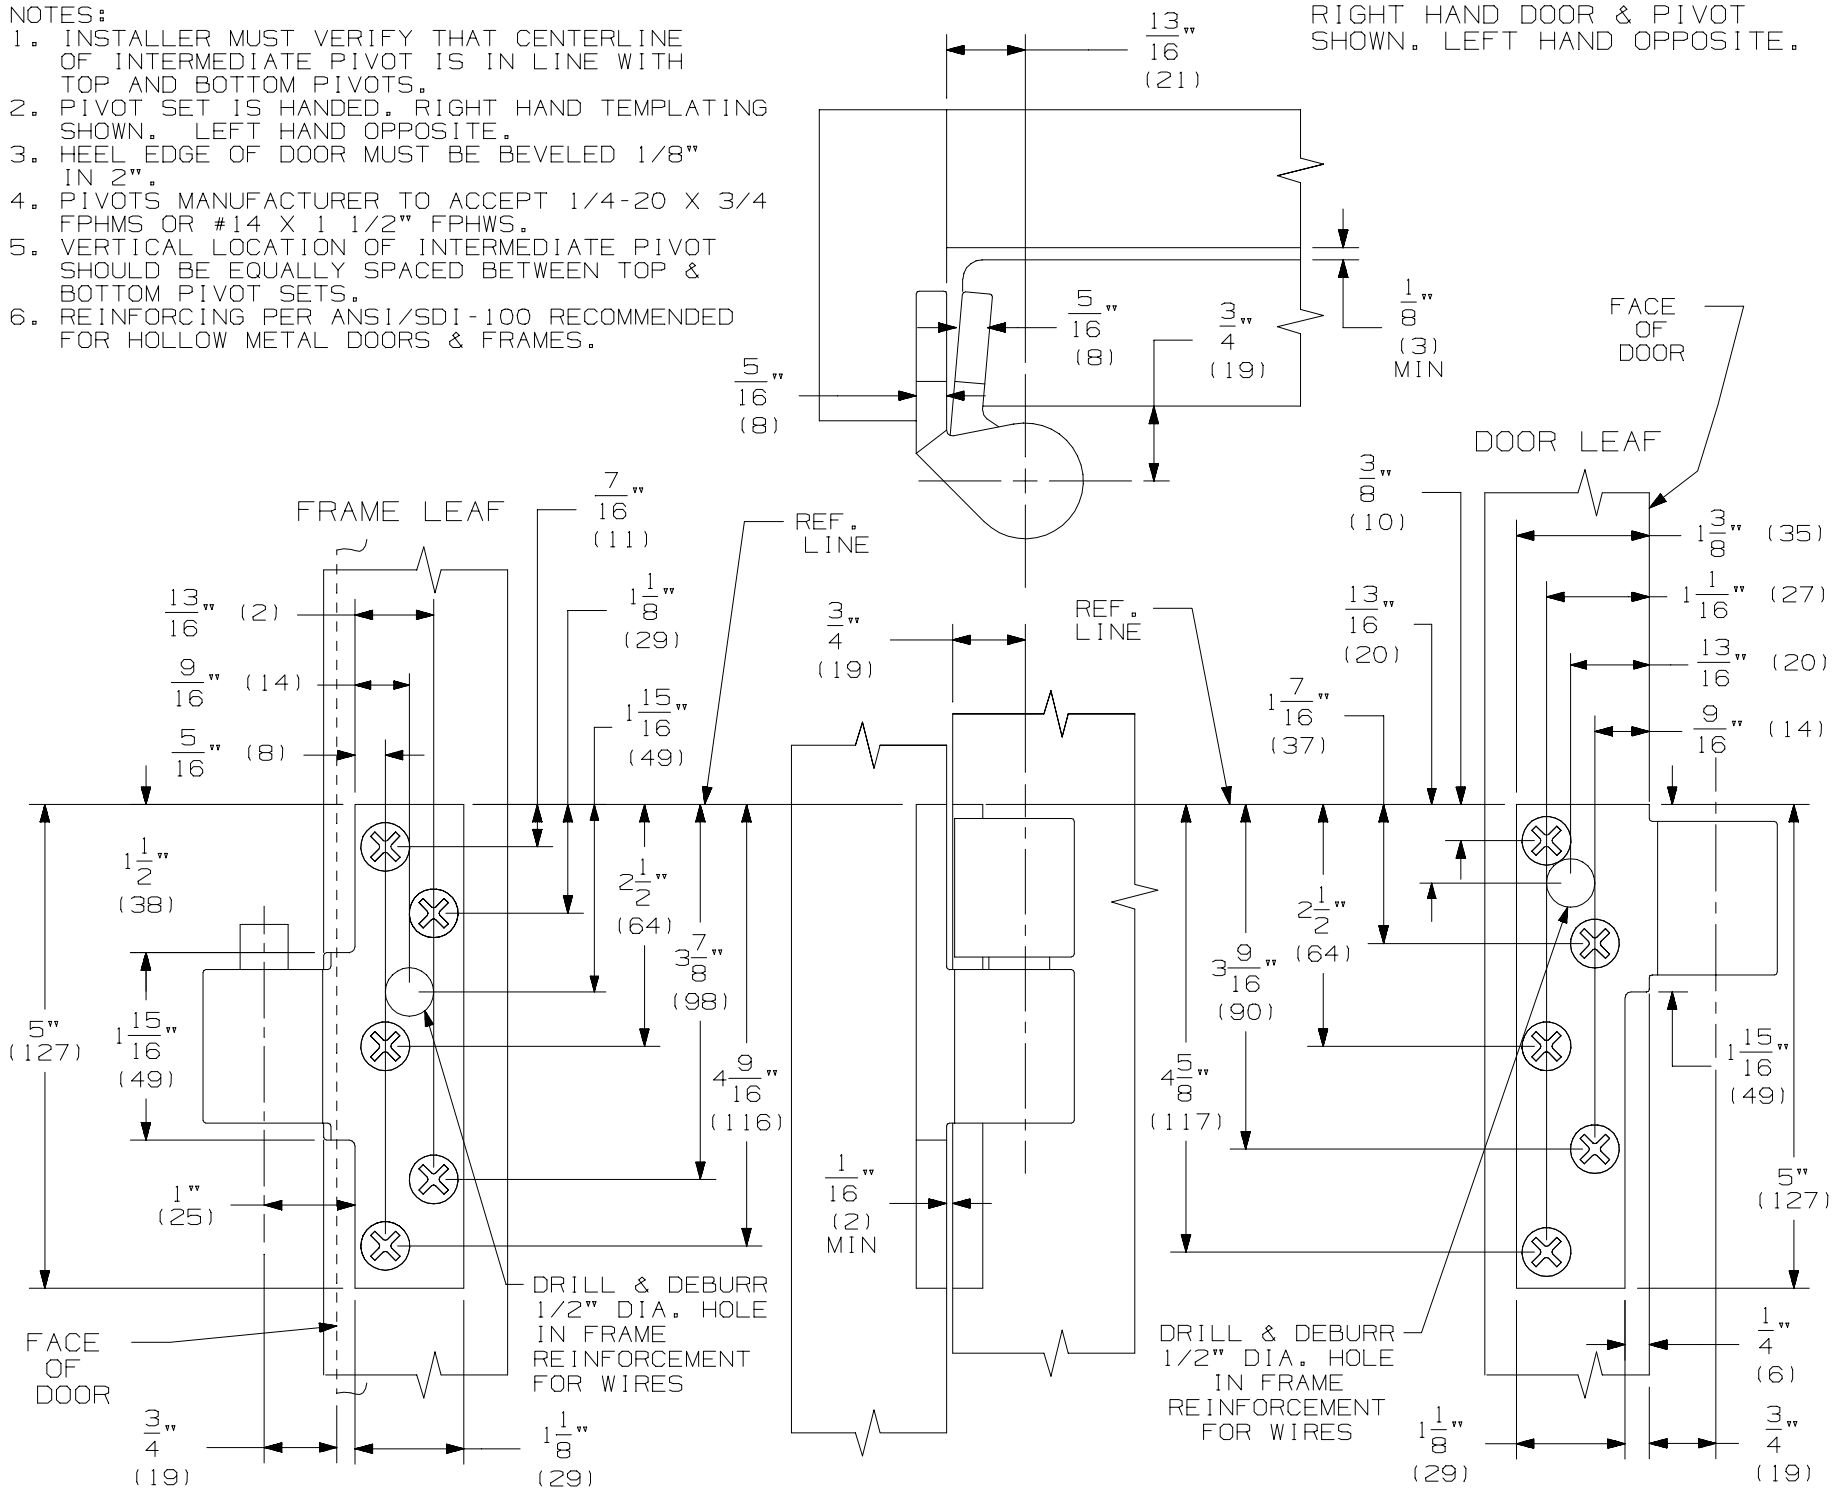 NOTES:
1. INSTALLER MUST VERIFY THAT CENTERLINE
OF INTERMEDIATE PIVOT IS IN LINE WITH
TOP AND BOTTOM PIVOTS.
2. PIVOT SET IS HANDED. RIGHT HAND TEMPLATING
SHOWN. LEFT HAND OPPOSITE.
3. HEEL EDGE OF DOOR MUST BE BEVELED 1/8"
IN 2".
4. PIVOTS MANUFACTURER TO ACCEPT 1/4-20 X 3/4
FPHMS OR #14 X 1 1/2" FPHWS.
5. VERTICAL LOCATION OF INTERMEDIATE PIVOT
SHOULD BE EQUALLY SPACED BETWEEN TOP &
BOTTOM PIVOT SETS.
6. REINFORCING PER ANSI/SDI-100 RECOMMENDED
FOR HOLLOW METAL DOORS & FRAMES.
RIGHT HAND DOOR & PIVOT
SHOWN. LEFT HAND OPPOSITE.
13/16"
(21)
5/16"
(8)
5/16"
(8)
3/4"
(19)
1/8"
(3)
MIN
FRAME LEAF
7/16"
(11)
1 1/8"
(29)
1 15/16"
(49)
13/16" (2)
9/16" (14)
5/16" (8)
1 1/2"
(38)
5"
(127)
1 15/16"
(49)
1"
(25)
2 1/2"
(64)
3 7/8"
(98)
4 9/16"
(116)
FACE
OF
DOOR
3/4"
(19)
1 1/8"
(29)
DRILL & DEBURR
1/2" DIA. HOLE
IN FRAME
REINFORCEMENT
FOR WIRES
REF.
LINE
3/4"
(19)
1/16"
(2)
MIN
REF.
LINE
DOOR LEAF
FACE
OF
DOOR
3/8"
(10)
13/16"
(20)
1 7/16"
(37)
1 3/8" (35)
1 1/16" (27)
13/16" (20)
9/16" (14)
2 1/2"
(64)
3 9/16"
(90)
4 5/8"
(117)
1 15/16"
(49)
5"
(127)
1/4"
(6)
DRILL & DEBURR
1/2" DIA. HOLE
IN FRAME
REINFORCEMENT
FOR WIRES
1 1/8"
(29)
3/4"
(19)